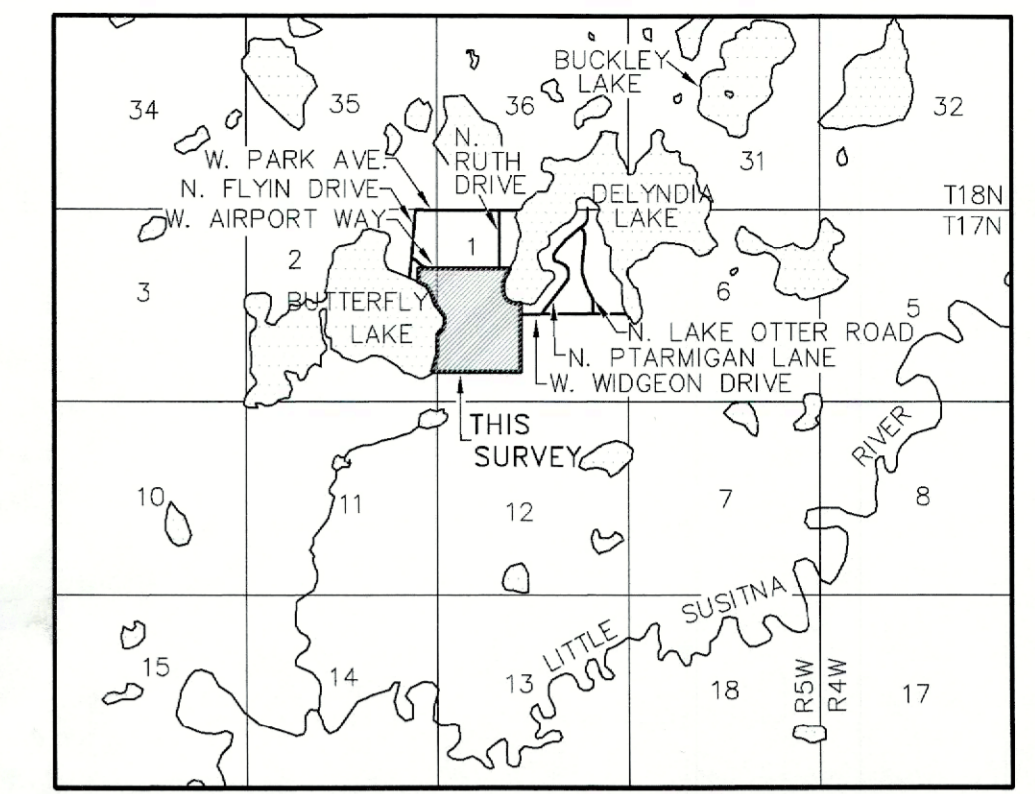 BUCKLEY
LAKE
34
35
36
31
32
N.
RUTH
DRIVE
W. PARK AVE.
N. FLYIN DRIVE
W. AIRPORT WAY
DELYNDIA
LAKE
T18N
T17N
3
2
1
6
5
BUTTERFLY
LAKE
N. LAKE OTTER ROAD
N. PTARMIGAN LANE
W. WIDGEON DRIVE
THIS
SURVEY
10
11
12
7
8
LITTLE SUSITNA RIVER
15
14
13
18
17
R5W
R4W